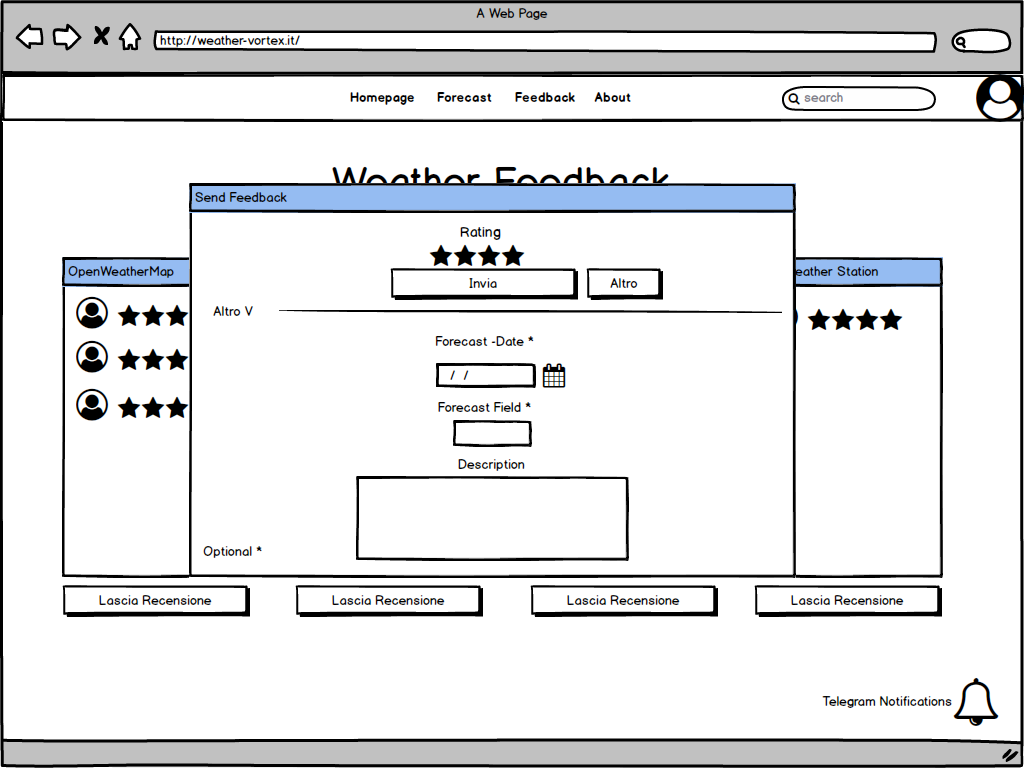 A Web Page
http://weather-vortex.it/
Homepage Forecast Feedback About
search
Weather Feedback
Send Feedback
Rating
Invia Altro
Altro V
Forecast -Date *
/ /
Forecast Field *
Description
Optional *
OpenWeatherMap
eather Station
Lascia Recensione Lascia Recensione Lascia Recensione Lascia Recensione
Telegram Notifications